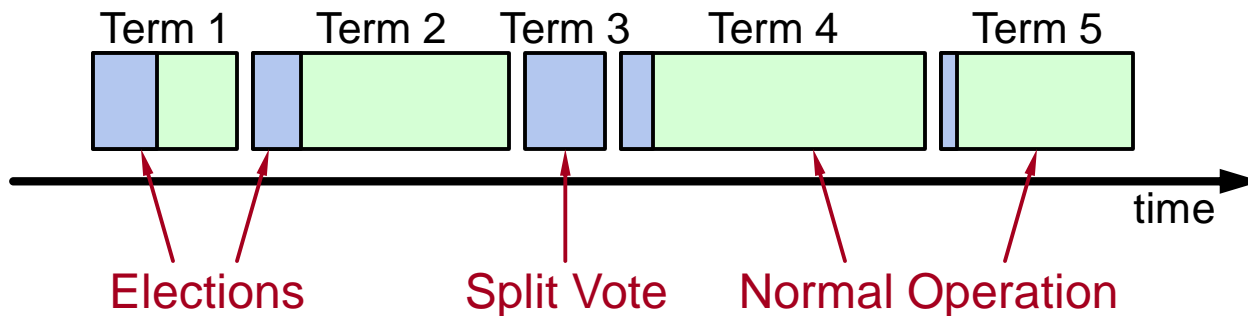 Term 1 Term 2 Term 3 Term 4 Term 5
time
Elections Split Vote Normal Operation